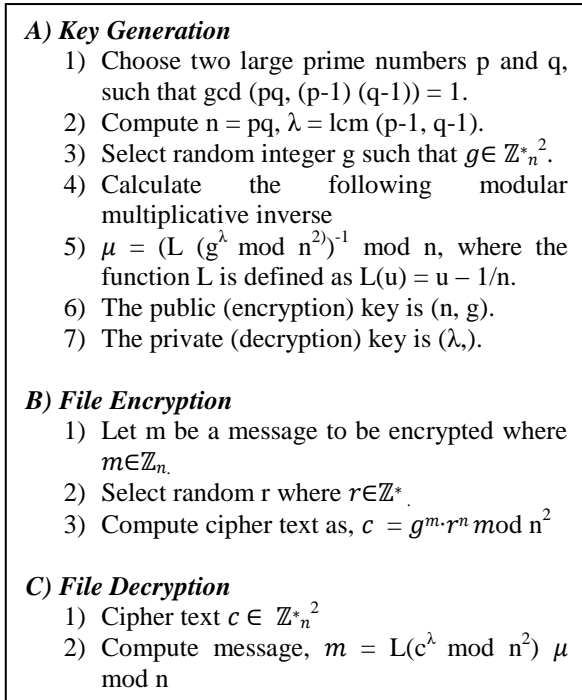 A) Key Generation
1) Choose two large prime numbers p and q,
such that gcd (pq, (p-1) (q-1)) = 1.
2) Compute n = pq, λ = lcm (p-1, q-1).
3) Select random integer g such that 𝑔∈ ℤ*ₙ².
4) Calculate the following modular
multiplicative inverse
5) 𝜇 = (L (g^λ mod n²⁾)⁻¹ mod n, where the
function L is defined as L(u) = u – 1/n.
6) The public (encryption) key is (n, g).
7) The private (decryption) key is (λ,).
B) File Encryption
1) Let m be a message to be encrypted where
𝑚∈ℤₙ.
2) Select random r where 𝑟∈ℤ* .
3) Compute cipher text as, 𝑐 = 𝑔ᵐ·𝑟ⁿ mod n²
C) File Decryption
1) Cipher text 𝑐 ∈ ℤ*ₙ²
2) Compute message, 𝑚 = L(c^λ mod n²) 𝜇
mod n